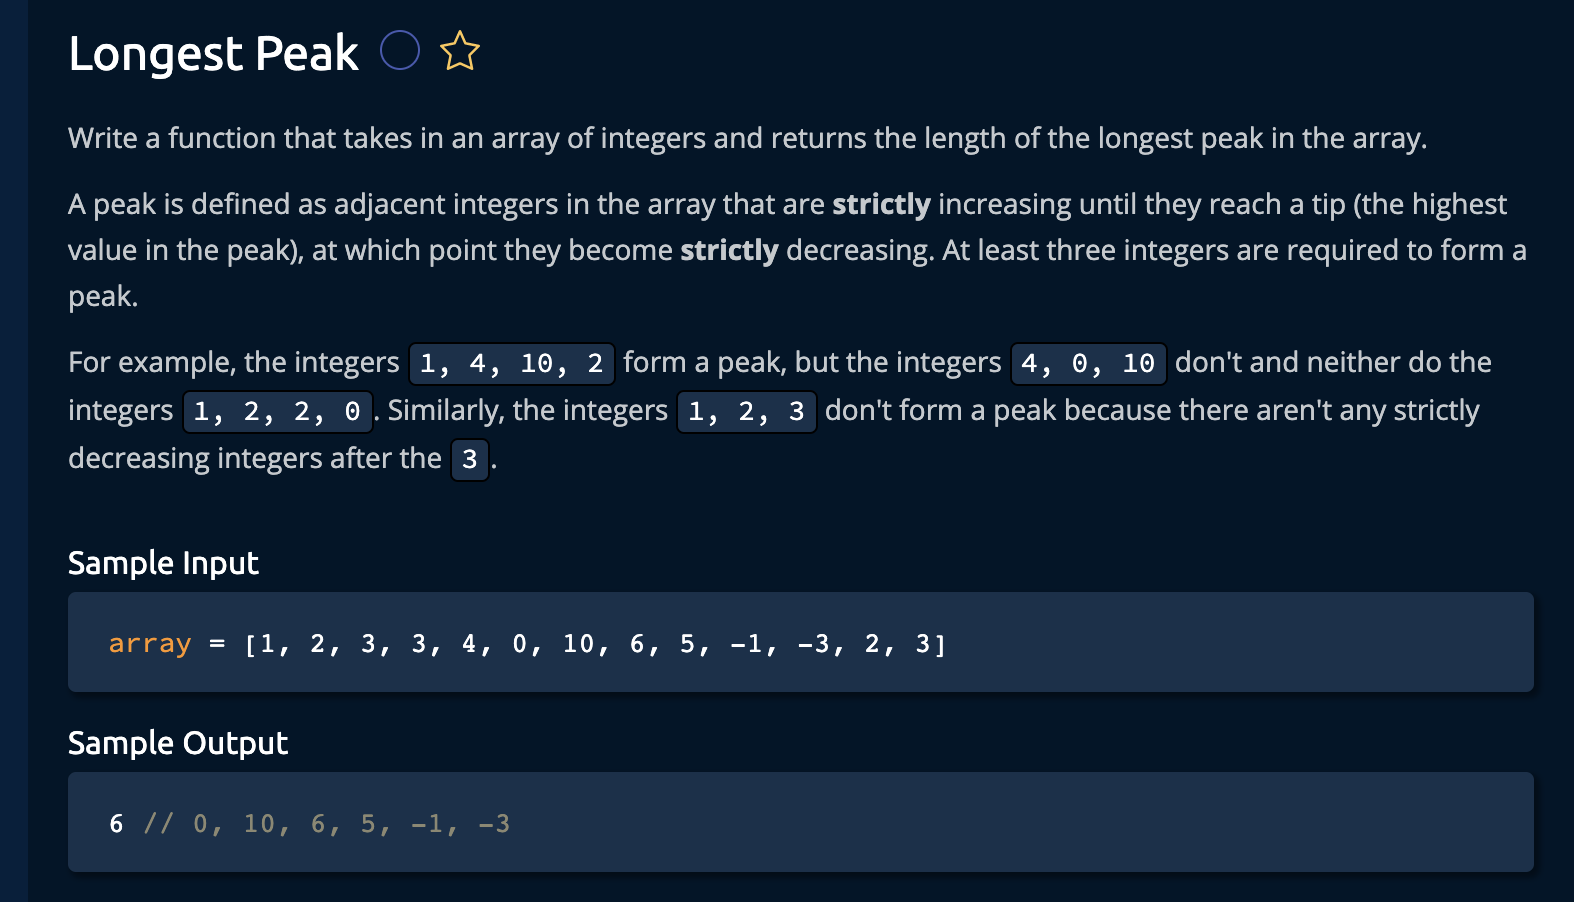 Longest Peak
Write a function that takes in an array of integers and returns the length of the longest peak in the array.
A peak is defined as adjacent integers in the array that are strictly increasing until they reach a tip (the highest
value in the peak), at which point they become strictly decreasing. At least three integers are required to form a
peak.
For example, the integers 1, 4, 10, 2 form a peak, but the integers 4, 0, 10 don't and neither do the
integers 1, 2, 2, 0. Similarly, the integers 1, 2, 3 don't form a peak because there aren't any strictly
decreasing integers after the 3.
Sample Input
array = [1, 2, 3, 3, 4, 0, 10, 6, 5, -1, -3, 2, 3]
Sample Output
6 // 0, 10, 6, 5, -1, -3